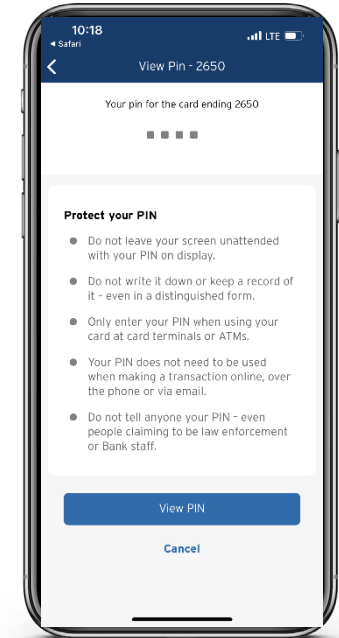 10:18
LTE
Safari
View Pin - 2650
Your pin for the card ending 2650
Protect your PIN
Do not leave your screen unattended
with your PIN on display.
Do not write it down or keep a record of
it - even in a distinguished form.
Only enter your PIN when using your
card at card terminals or ATMs.
Your PIN does not need to be used
when making a transaction online, over
the phone or via email.
Do not tell anyone your PIN - even
people claiming to be law enforcement
or Bank staff.
View PIN
Cancel